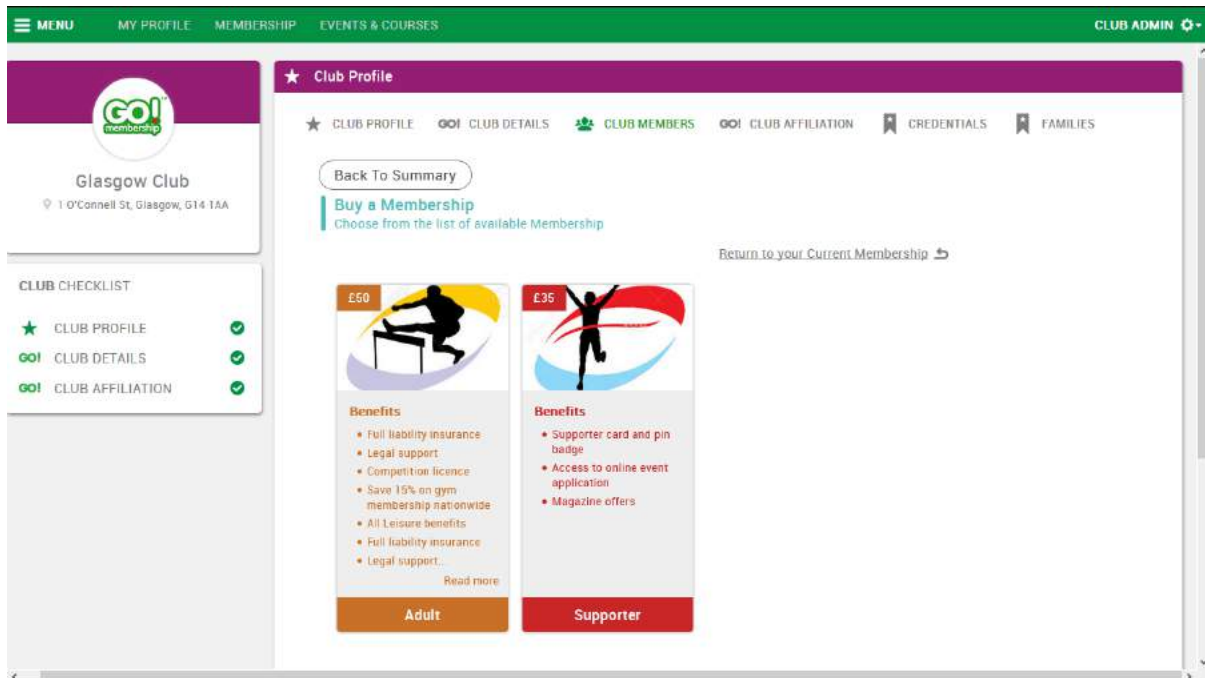 MENU MY PROFILE MEMBERSHIP EVENTS & COURSES CLUB ADMIN
GO!™
membership
Glasgow Club
1 O'Connell St, Glasgow, G14 1AA
CLUB CHECKLIST
CLUB PROFILE
GO! CLUB DETAILS
GO! CLUB AFFILIATION
Club Profile
CLUB PROFILE GO! CLUB DETAILS CLUB MEMBERS GO! CLUB AFFILIATION CREDENTIALS FAMILIES
Back To Summary
Buy a Membership
Choose from the list of available Membership
Return to your Current Membership
£50
Benefits
• Full liability insurance
• Legal support
• Competition licence
• Save 15% on gym
membership nationwide
• All Leisure benefits
• Full liability insurance
• Legal support...
Read more
Adult
£35
Benefits
• Supporter card and pin
badge
• Access to online event
application
• Magazine offers
Supporter